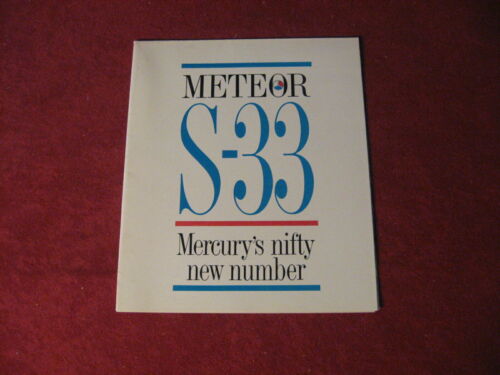 METEOR
S-33
Mercury's nifty
new number